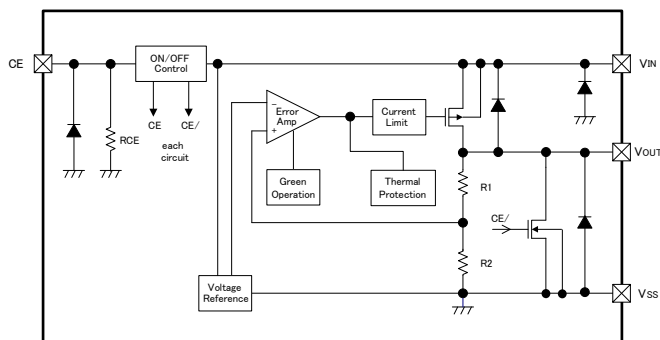 CE
ON/OFF
Control
VIN
CE
CE/
each
circuit
RCE
−
Error
Amp
+
Current
Limit
Green
Operation
Thermal
Protection
VOUT
R1
CE/
R2
Voltage
Reference
VSS